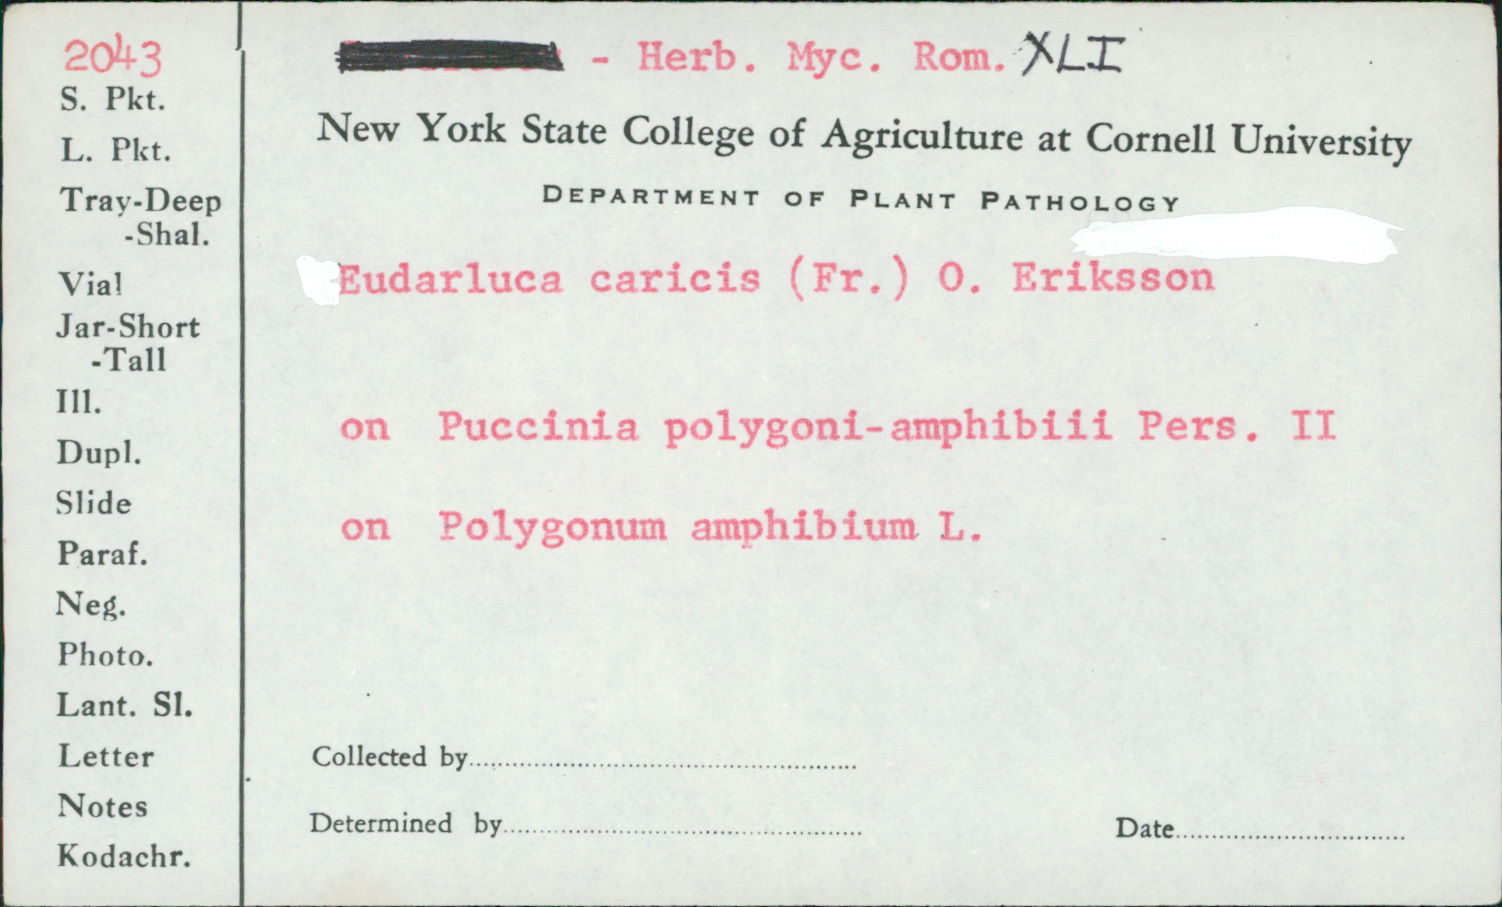 2043
S. Pkt.
L. Pkt.
Tray-Deep
-Shal.
Vial
Jar-Short
-Tall
Ill.
Dupl.
Slide
Paraf.
Neg.
Photo.
Lant. Sl.
Letter
Notes
Kodachr.
- Herb. Myc. Rom. XLI
New York State College of Agriculture at Cornell University
DEPARTMENT OF PLANT PATHOLOGY
Eudarluca caricis (Fr.) O. Eriksson
on Puccinia polygoni-amphibiii Pers. II
on Polygonum amphibium L.
Collected by
Determined by
Date